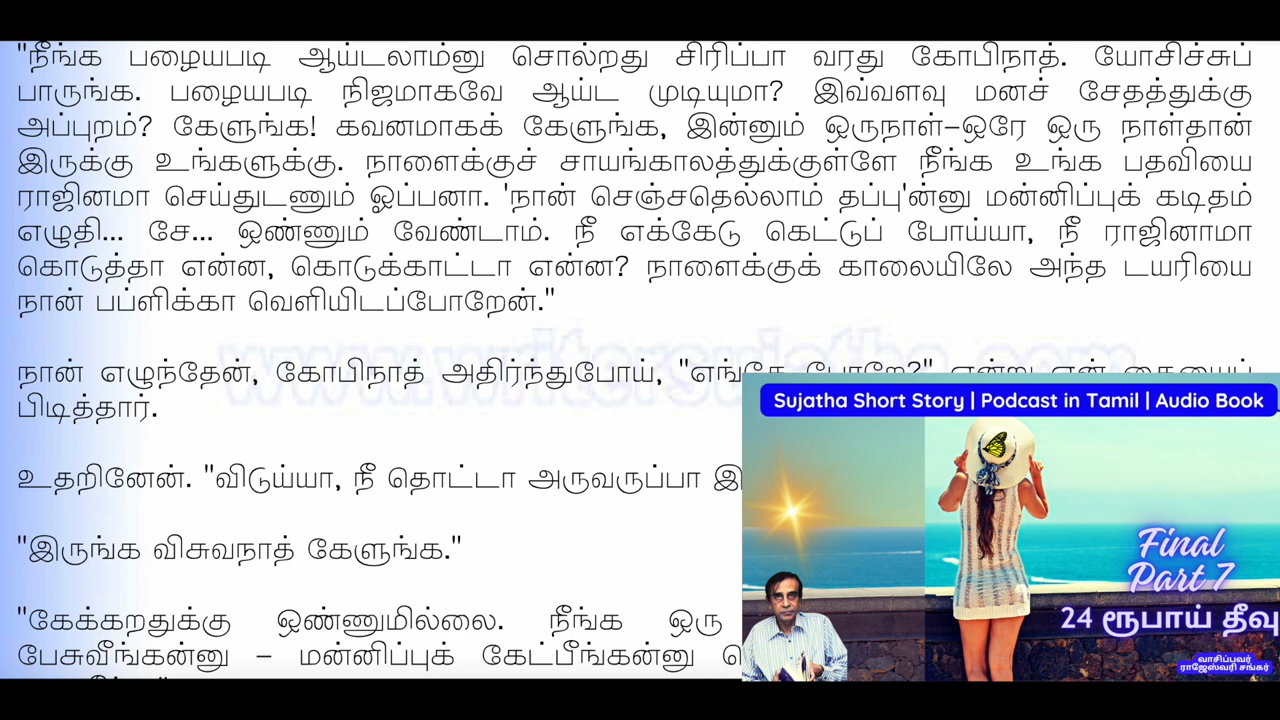 "நீங்க பழையபடி ஆய்டலாம்னு சொல்றது சிரிப்பா வரது கோபிநாத். யோசிச்சுப்
பாருங்க. பழையபடி நிஜமாகவே ஆய்ட முடியுமா? இவ்வளவு மனச் சேதத்துக்கு
அப்புறம்? கேளுங்க! கவனமாகக் கேளுங்க, இன்னும் ஒருநாள்-ஒரே ஒரு நாள்தான்
இருக்கு உங்களுக்கு. நாளைக்குச் சாயங்காலத்துக்குள்ளே நீங்க உங்க பதவியை
ராஜினமா செய்துடணும் ஓப்பனா. 'நான் செஞ்சதெல்லாம் தப்பு'ன்னு மன்னிப்புக் கடிதம்
எழுதி... சே... ஒண்ணும் வேண்டாம். நீ எக்கேடு கெட்டுப் போய்யா, நீ ராஜினாமா
கொடுத்தா என்ன, கொடுக்காட்டா என்ன? நாளைக்குக் காலையிலே அந்த டயரியை
நான் பப்ளிக்கா வெளியிடப்போறேன்."
நான் எழுந்தேன், கோபிநாத் அதிர்ந்துபோய், "எங்கே போறே?" என்று என் கையைப்
பிடித்தார்.
உதறினேன். "விடுய்யா, நீ தொட்டா அருவருப்பா
"இருங்க விசுவநாத் கேளுங்க."
"கேக்கறதுக்கு ஒண்ணுமில்லை. நீங்க ஒரு
பேசுவீங்கன்னு - மன்னிப்புக் கேட்பீங்கன்னு
Sujatha Short Story | Podcast in Tamil | Audio Book
Final
Part 7
24 ரூபாய் தீவு
வாசிப்பவர்
ராஜேஸ்வரி சங்கர்